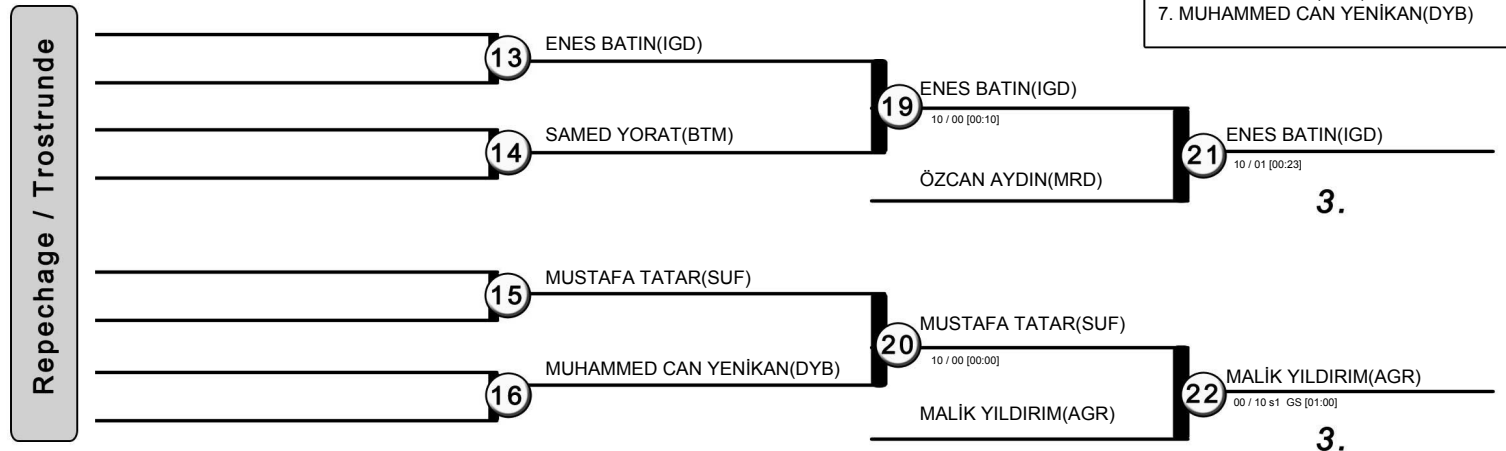 7. MUHAMMED CAN YENİKAN(DYB)
Repechage / Trostrunde
13
ENES BATIN(IGD)
14
SAMED YORAT(BTM)
19
ENES BATIN(IGD)
10 / 00 [00:10]
ÖZCAN AYDIN(MRD)
21
ENES BATIN(IGD)
10 / 01 [00:23]
3.
15
MUSTAFA TATAR(SUF)
16
MUHAMMED CAN YENİKAN(DYB)
20
MUSTAFA TATAR(SUF)
10 / 00 [00:00]
MALİK YILDIRIM(AGR)
22
MALİK YILDIRIM(AGR)
00 / 10 s1 GS [01:00]
3.